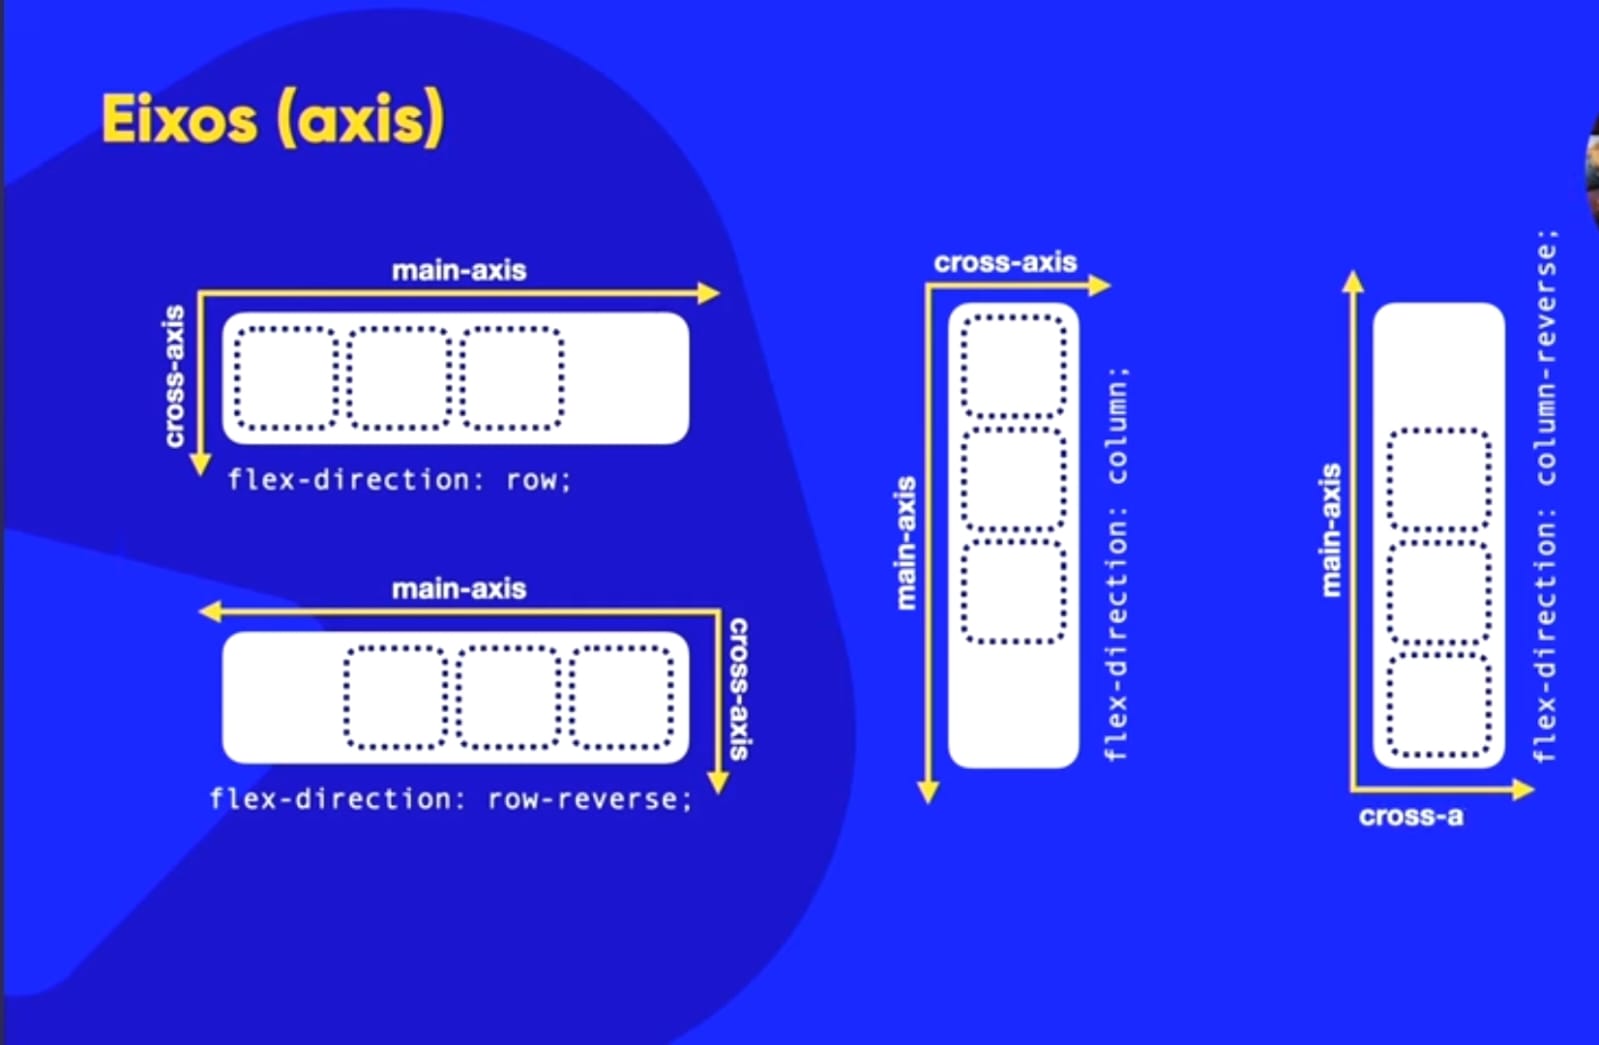 Eixos (axis)
main-axis
cross-axis
flex-direction: row;
main-axis
cross-axis
flex-direction: row-reverse;
cross-axis
main-axis
flex-direction: column;
main-axis
flex-direction: column-reverse;
cross-a